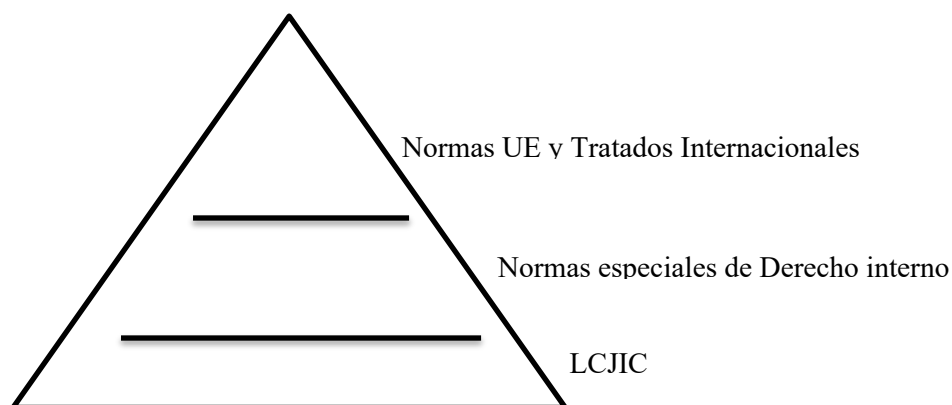 Normas UE y Tratados Internacionales
Normas especiales de Derecho interno
LCJIC